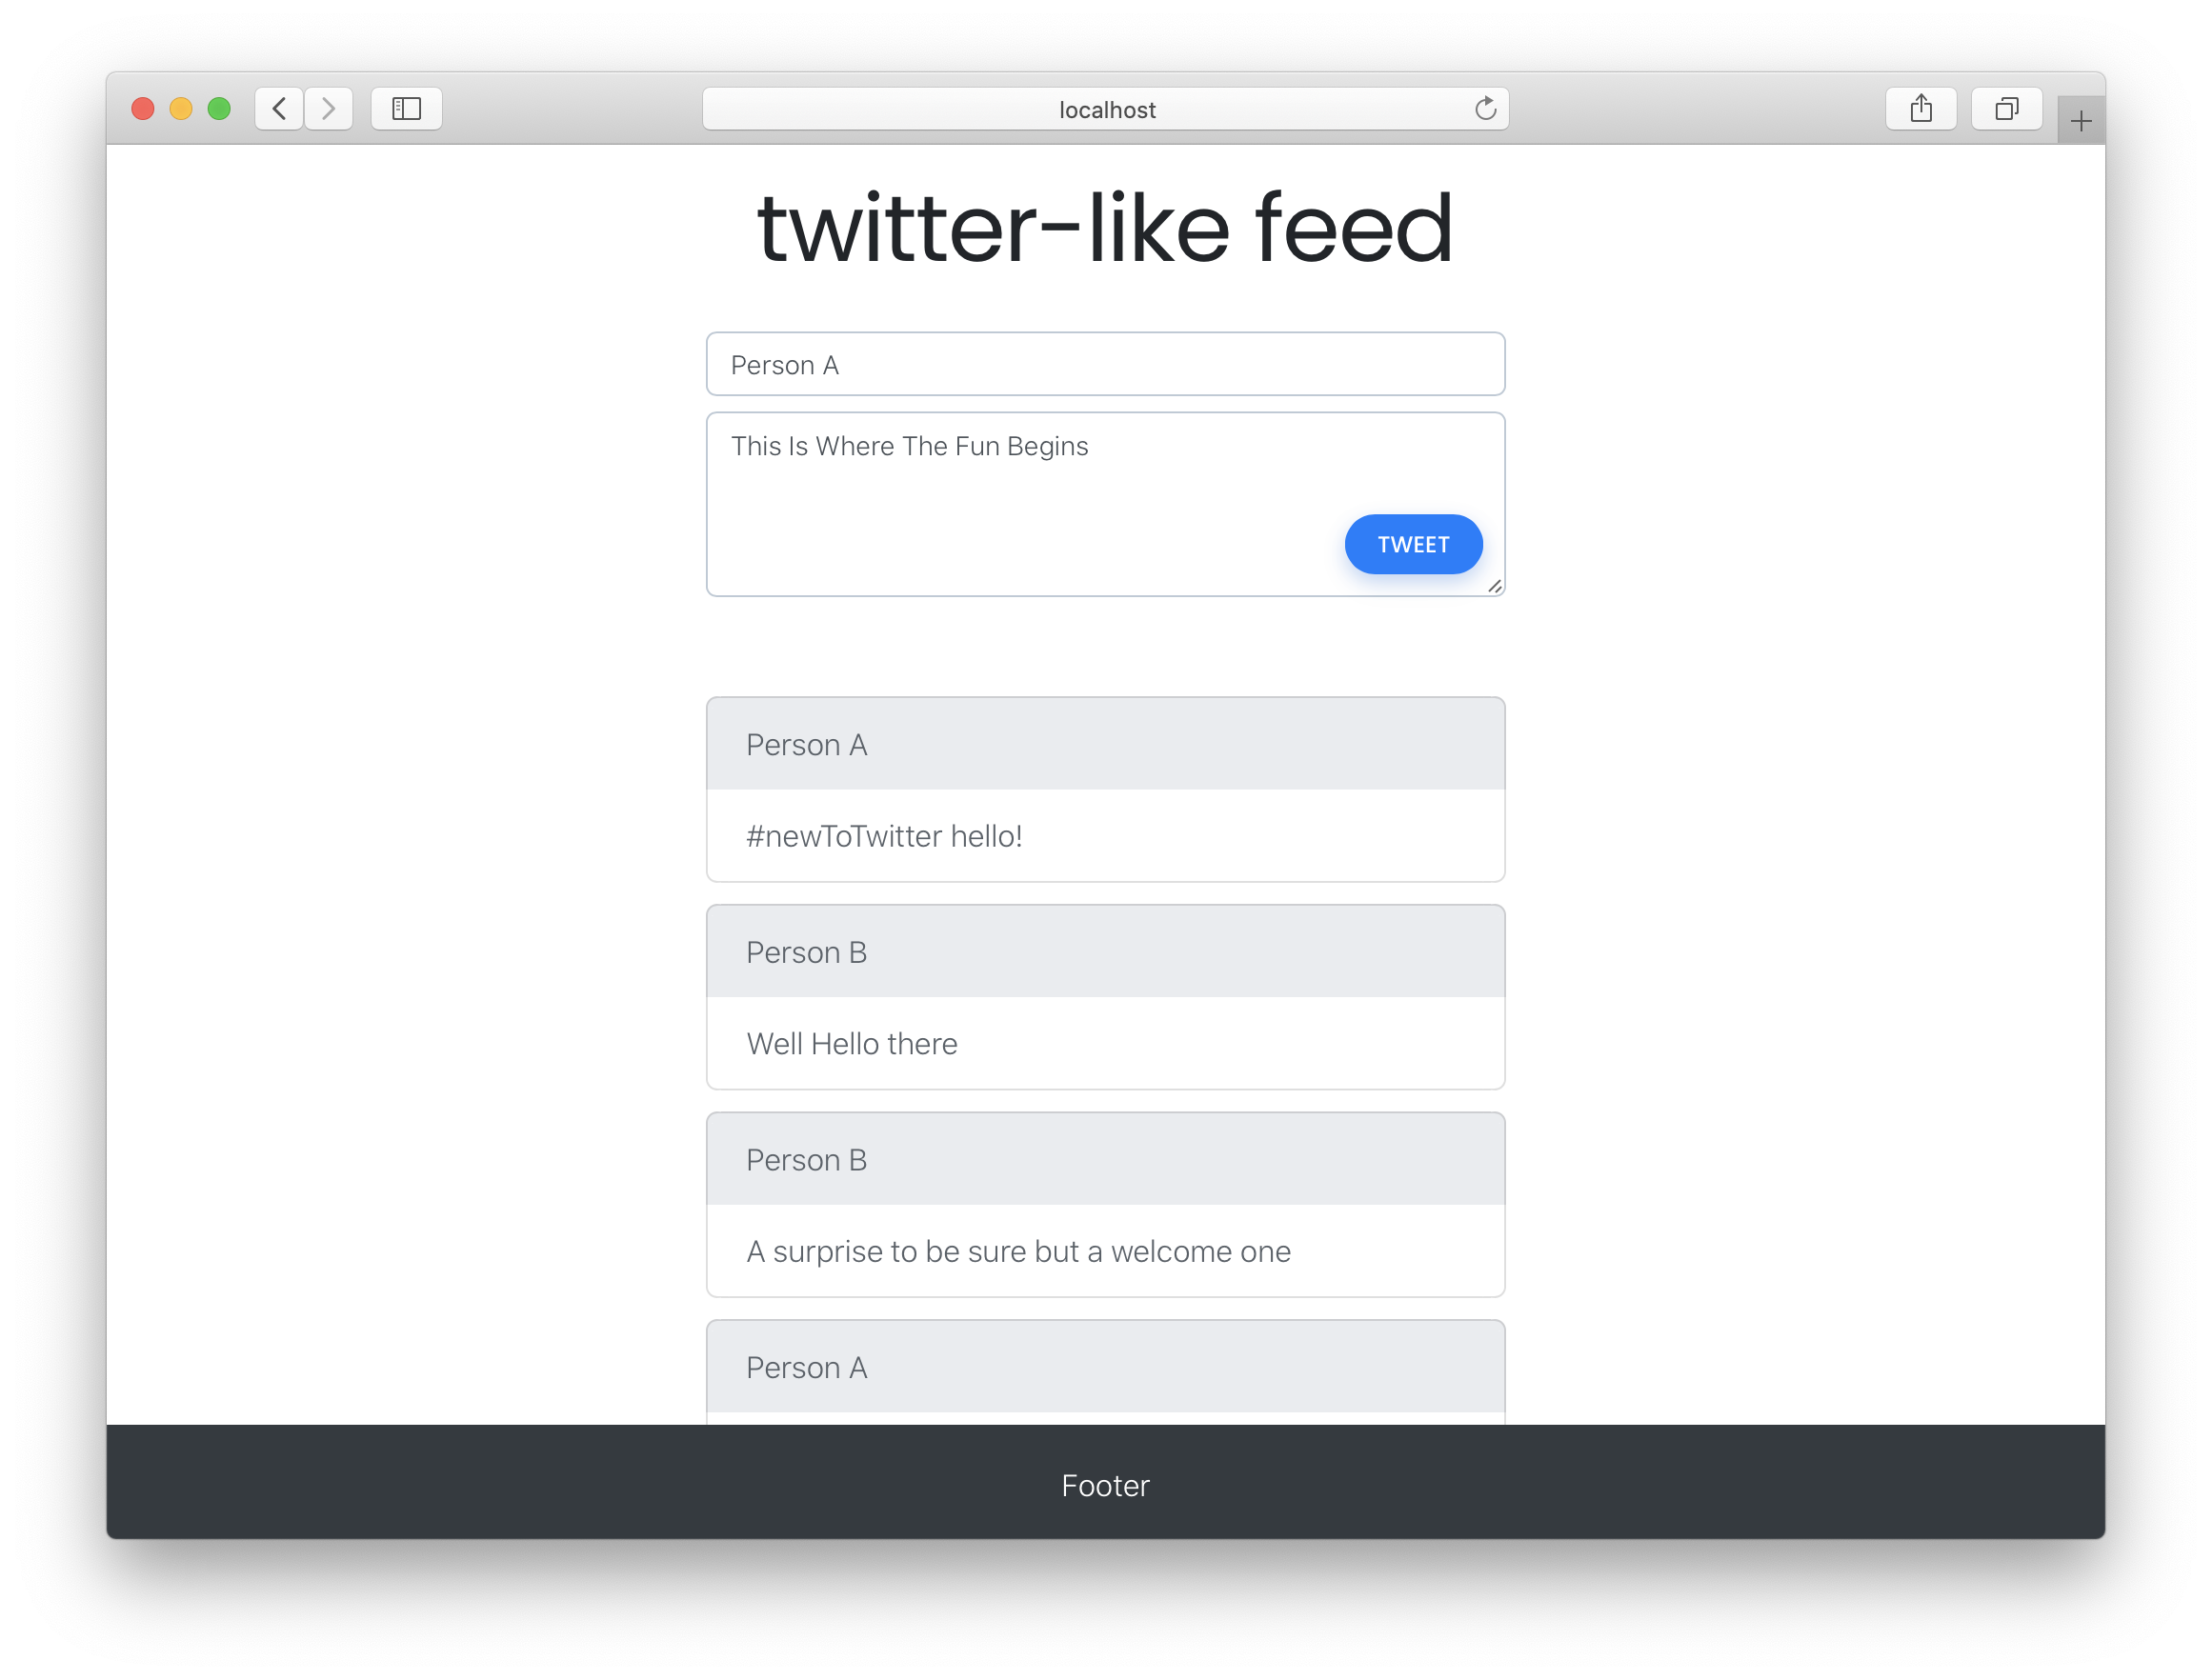 localhost
twitter-like feed
Person A
This Is Where The Fun Begins
TWEET
Person A
#newToTwitter hello!
Person B
Well Hello there
Person B
A surprise to be sure but a welcome one
Person A
Footer